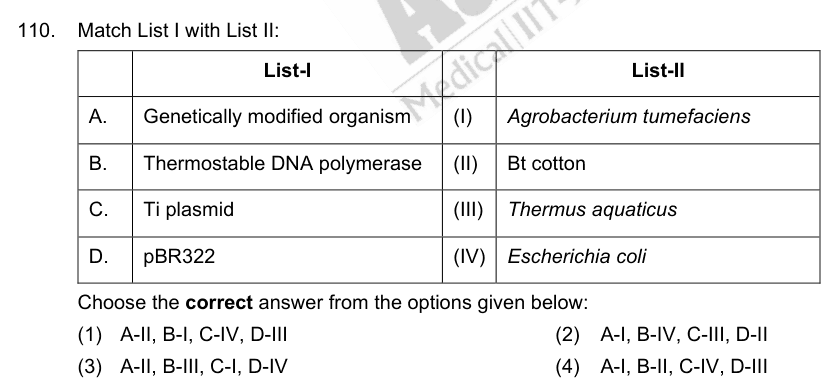 110. Match List I with List II:
List-I List-II
A. Genetically modified organism (I) Agrobacterium tumefaciens
B. Thermostable DNA polymerase (II) Bt cotton
C. Ti plasmid (III) Thermus aquaticus
D. pBR322 (IV) Escherichia coli
Choose the correct answer from the options given below:
(1) A-II, B-I, C-IV, D-III (2) A-I, B-IV, C-III, D-II
(3) A-II, B-III, C-I, D-IV (4) A-I, B-II, C-IV, D-III
Medical|IIT-